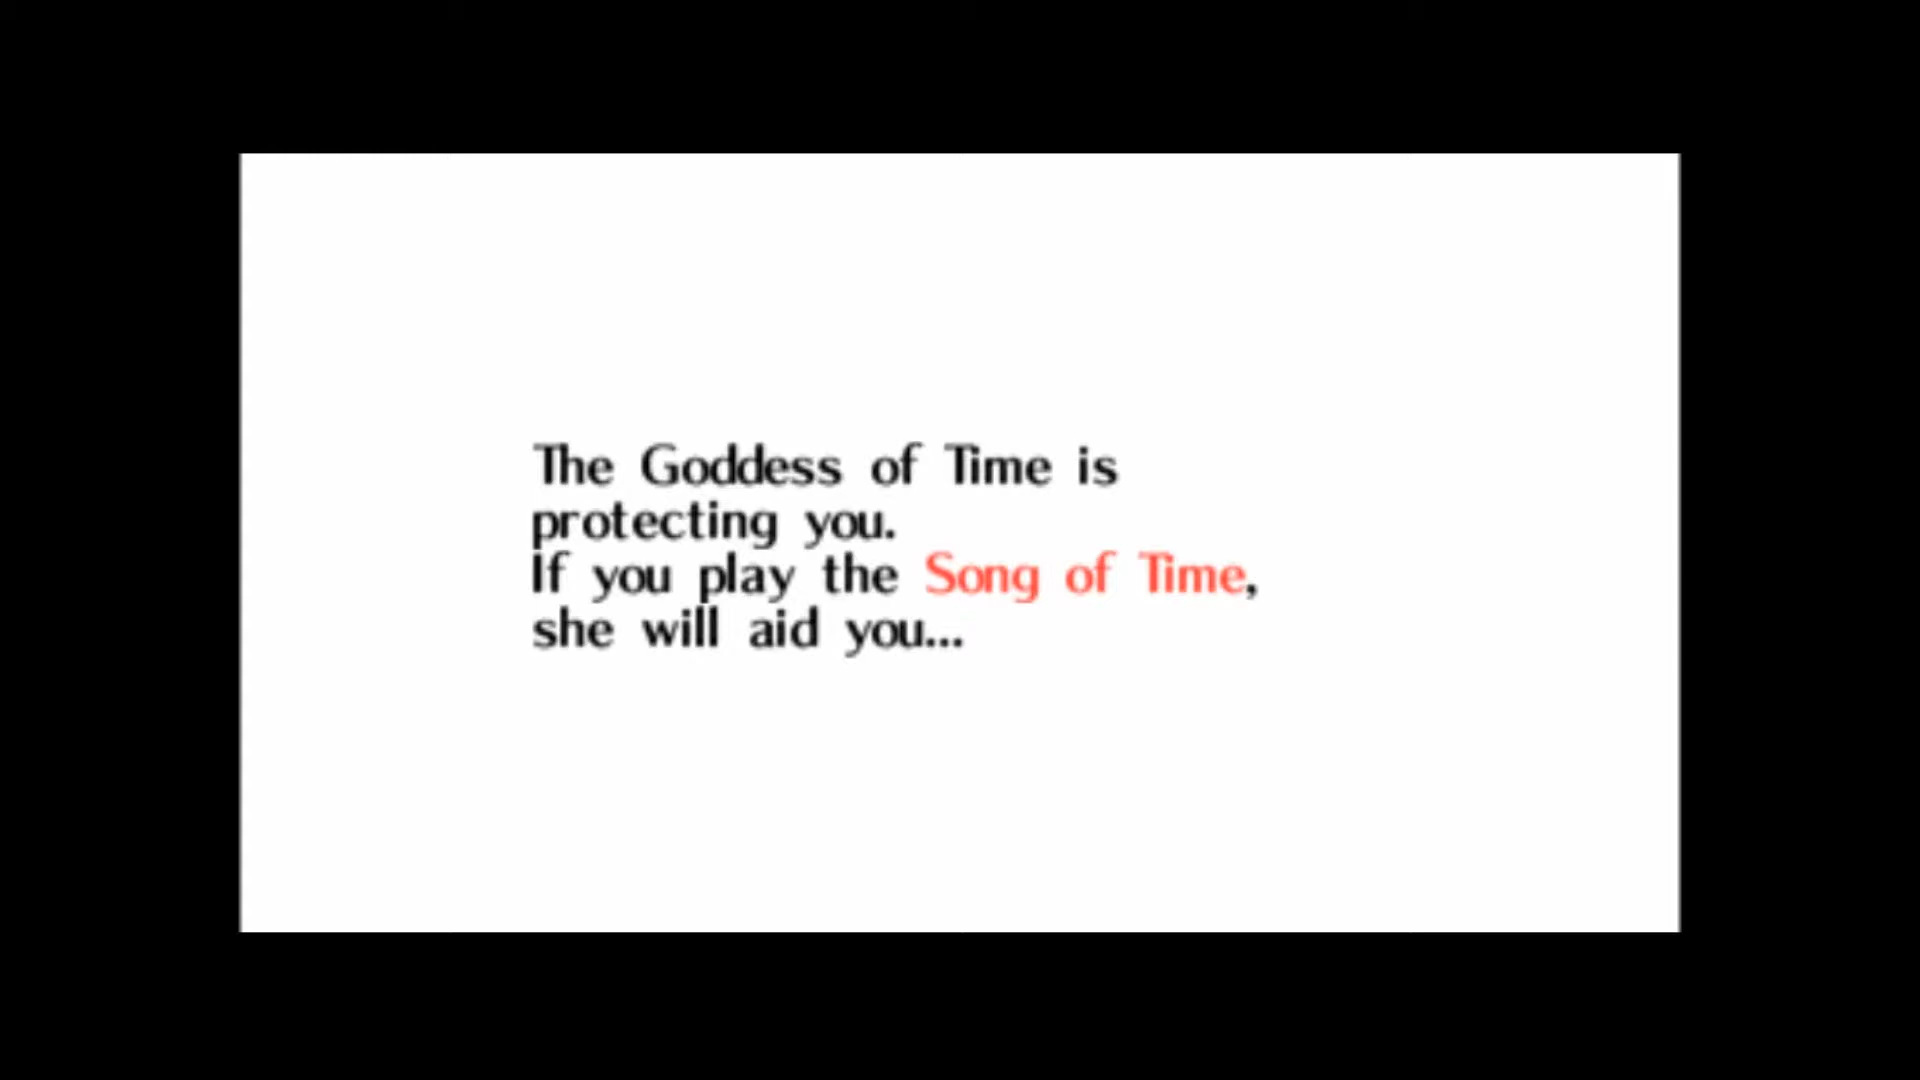 The Goddess of Time is
protecting you.
If you play the Song of Time,
she will aid you...